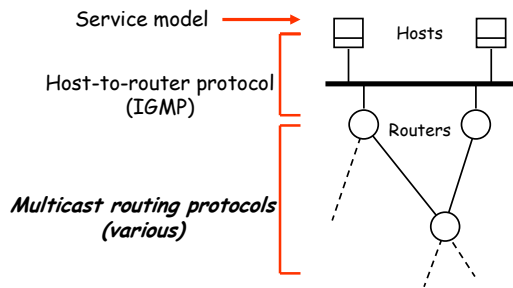 Service model
Hosts
Host-to-router protocol
(IGMP)
Routers
Multicast routing protocols
(various)